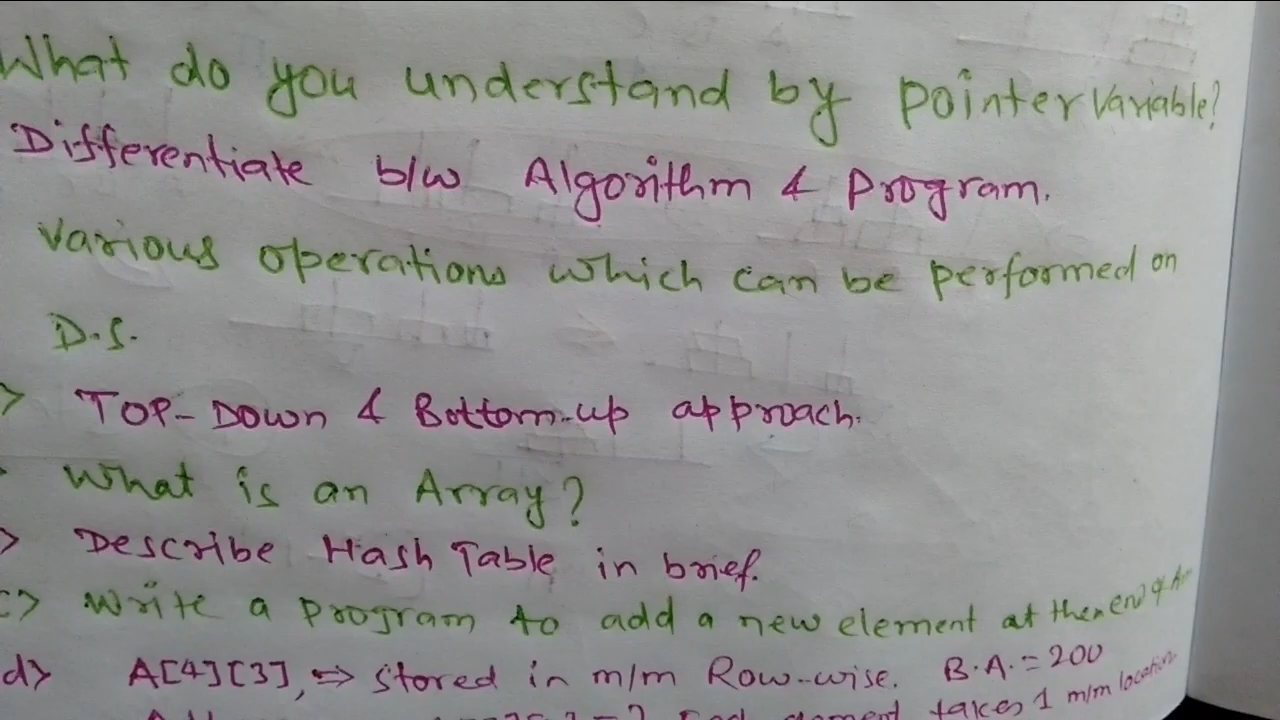 What do you understand by pointer variable?
Differentiate b/w Algorithm & Program.
various operations which can be performed on
D.S.
> TOP-DOWN & Bottom-up approach.
What is an Array?
> Describe Hash Table in brief.
c> write a program to add a new element at the end of
d> A[4][3], ⇒ stored in m/m Row-wise. B.A. = 200
takes 1 m/m location